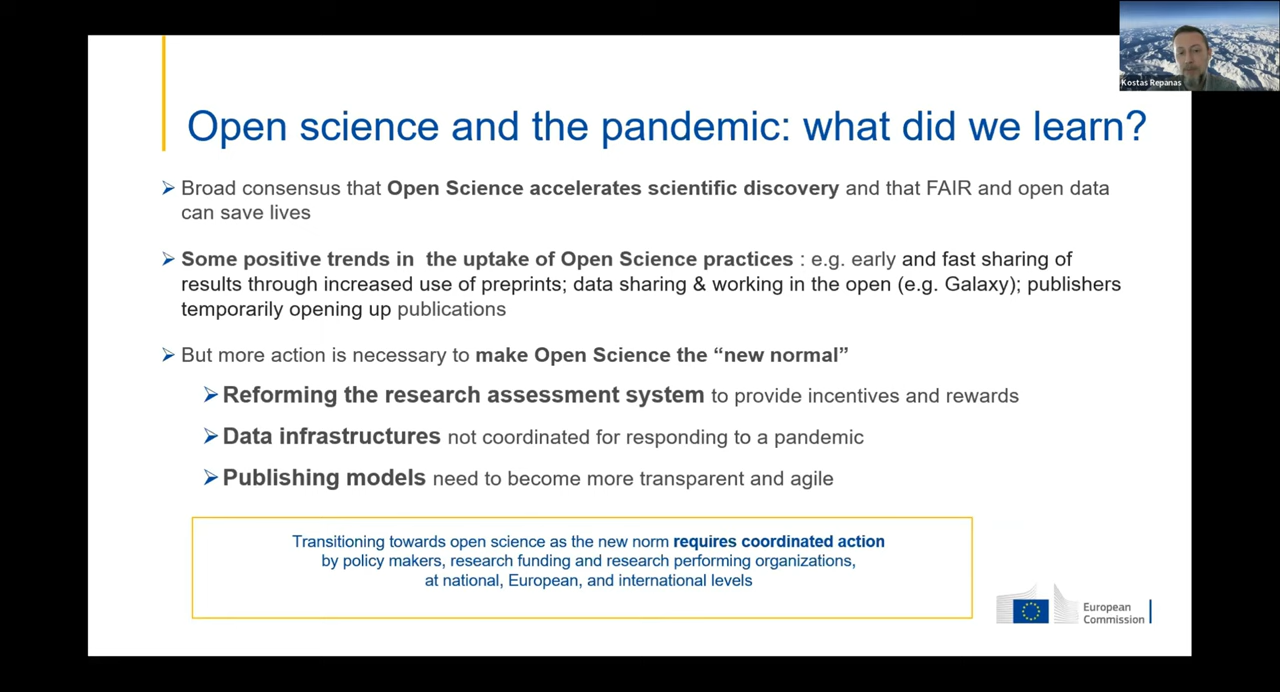 Kostas Repanas
Open science and the pandemic: what did we learn?
➢ Broad consensus that Open Science accelerates scientific discovery and that FAIR and open data
can save lives
➢ Some positive trends in the uptake of Open Science practices : e.g. early and fast sharing of
results through increased use of preprints; data sharing & working in the open (e.g. Galaxy); publishers
temporarily opening up publications
➢ But more action is necessary to make Open Science the “new normal”
➢ Reforming the research assessment system to provide incentives and rewards
➢ Data infrastructures not coordinated for responding to a pandemic
➢ Publishing models need to become more transparent and agile
Transitioning towards open science as the new norm requires coordinated action
by policy makers, research funding and research performing organizations,
at national, European, and international levels
European
Commission